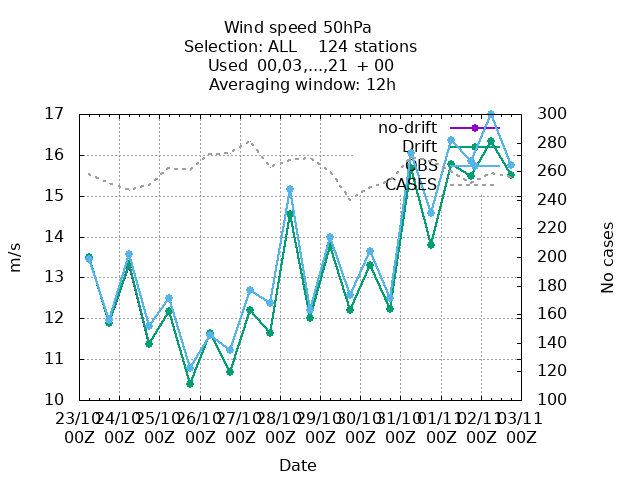 Wind speed 50hPa
Selection: ALL 124 stations
Used 00,03,...,21 + 00
Averaging window: 12h
17
16
15
14
13
12
11
10
m/s
300
280
260
240
220
200
180
160
140
120
100
No cases
no-drift
Drift
OBS
CASES
23/10 24/10 25/10 26/10 27/10 28/10 29/10 30/10 31/10 01/11 02/11 03/11
00Z 00Z 00Z 00Z 00Z 00Z 00Z 00Z 00Z 00Z 00Z 00Z
Date